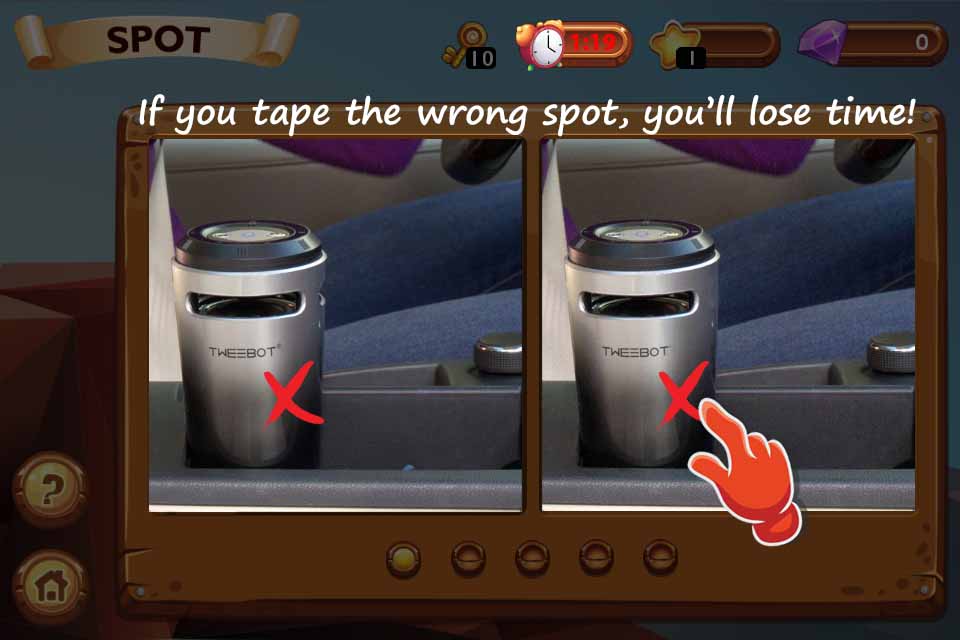 SPOT
10
1:19
1
0
If you tape the wrong spot, you'll lose time!
TWEEBOT®
TWEEBOT
?